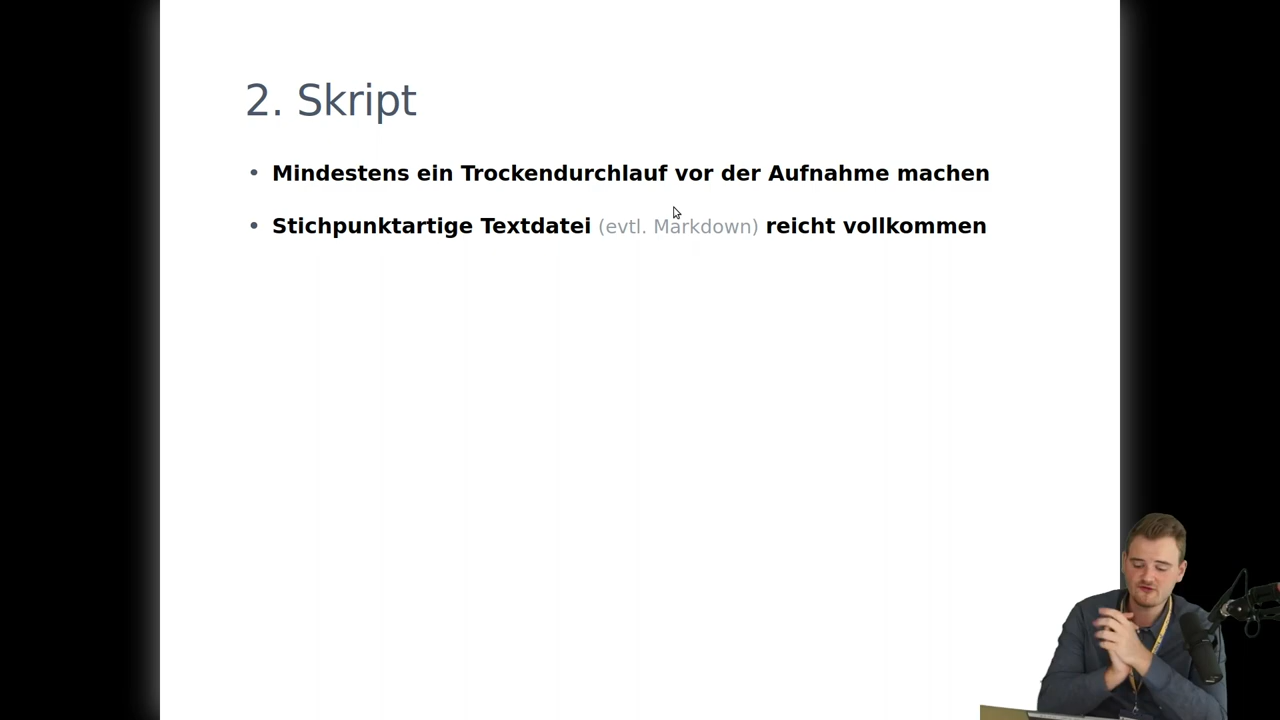 2. Skript
• Mindestens ein Trockendurchlauf vor der Aufnahme machen
• Stichpunktartige Textdatei (evtl. Markdown) reicht vollkommen